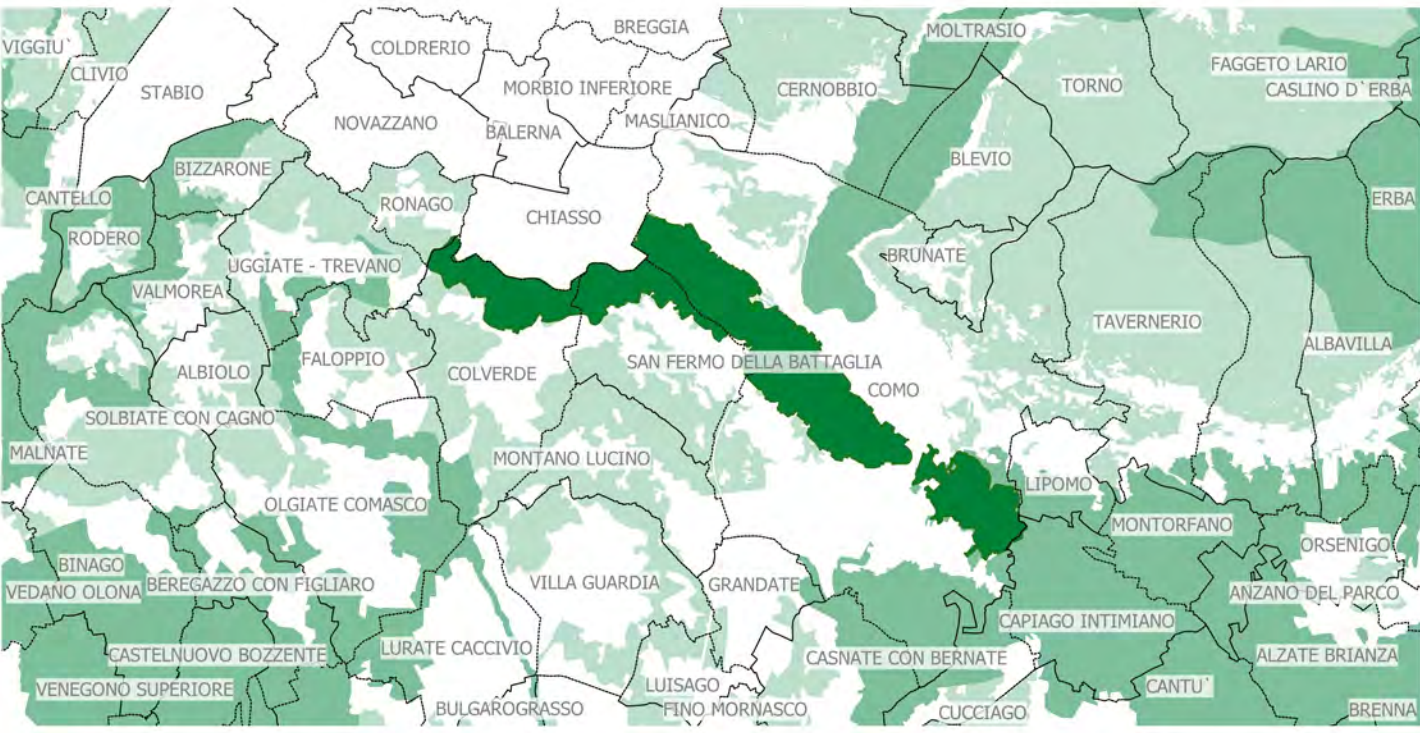 BREGGIA
MOLTRASIO
VIGGIU`
COLDRERIO
CLIVIO
FAGGETO LARIO
STABIO
MORBIO INFERIORE
CERNOBBIO
TORNO
CASLINO D`ERBA
NOVAZZANO
BALERNA
MASLIANICO
BLEVIO
BIZZARONE
CANTELLO
RONAGO
CHIASSO
ERBA
RODERO
BRUNATE
UGGIATE - TREVANO
VALMOREA
TAVERNERIO
ALBAVILLA
FALOPPIO
SAN FERMO DELLA BATTAGLIA
ALBIOLO
COLVERDE
COMO
SOLBIATE CON CAGNO
MALNATE
MONTANO LUCINO
LIPOMO
OLGIATE COMASCO
MONTORFANO
ORSENIGO
BINAGO
BEREGAZZO CON FIGLIARO
VILLA GUARDIA
GRANDATE
VEDANO OLONA
ANZANO DEL PARCO
CAPIAGO INTIMIANO
LURATE CACCIVIO
CASTELNUOVO BOZZENTE
CASNATE CON BERNATE
ALZATE BRIANZA
VENEGONO SUPERIORE
LUISAGO
CANTU`
BULGAROGRASSO
FINO MORNASCO
CUCCIAGO
BRENNA